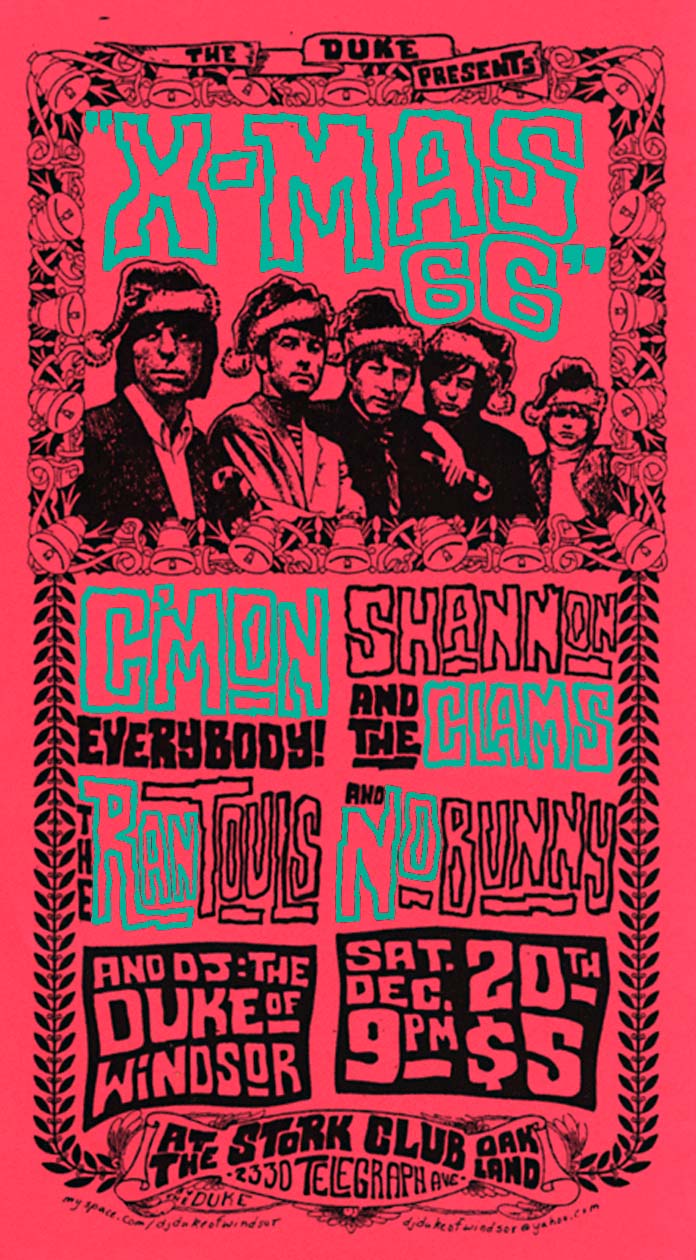 THE DUKE PRESENTS
"X-MAS
66"
C'MON
EVERYBODY!
SHANNON
AND THE CLAMS
THE RANTOULS
AND NOBUNNY
AND DJ: THE
DUKE OF
WINDSOR
SAT. DEC. 20TH
9PM $5
AT THE STORK CLUB OAKLAND
-2330 TELEGRAPH AVE-
THE DUKE
myspace.com/djdukeofwindsor
djdukeofwindsor@yahoo.com